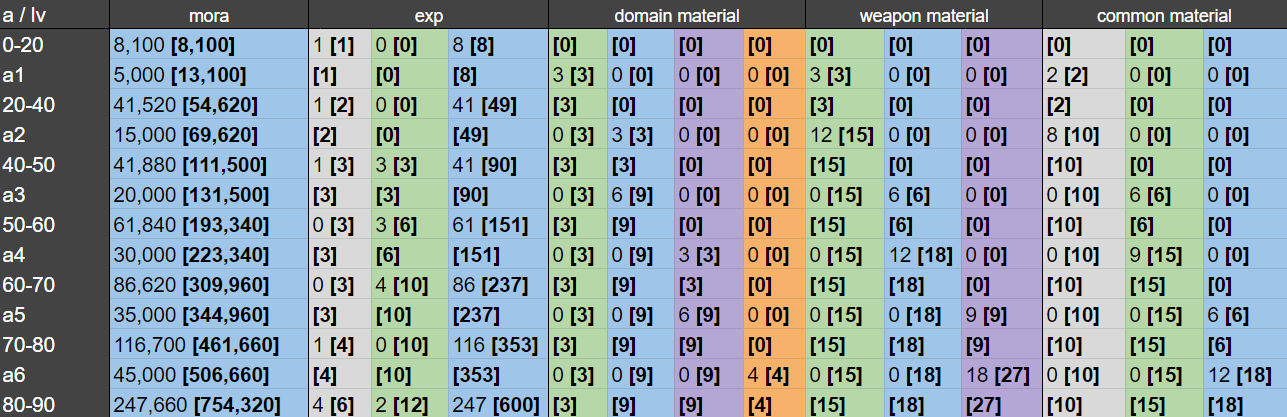 a / lv mora exp domain material weapon material common material
0-20 8,100 [8,100] 1 [1] 0 [0] 8 [8] [0] [0] [0] [0] [0] [0] [0] [0] [0] [0]
a1 5,000 [13,100] [1] [0] [8] 3 [3] 0 [0] 0 [0] 0 [0] 3 [3] 0 [0] 0 [0] 2 [2] 0 [0] 0 [0]
20-40 41,520 [54,620] 1 [2] 0 [0] 41 [49] [3] [0] [0] [0] [3] [0] [0] [2] [0] [0]
a2 15,000 [69,620] [2] [0] [49] 0 [3] 3 [3] 0 [0] 0 [0] 12 [15] 0 [0] 0 [0] 8 [10] 0 [0] 0 [0]
40-50 41,880 [111,500] 1 [3] 3 [3] 41 [90] [3] [3] [0] [0] [15] [0] [0] [10] [0] [0]
a3 20,000 [131,500] [3] [3] [90] 0 [3] 6 [9] 0 [0] 0 [0] 0 [15] 6 [6] 0 [0] 0 [10] 6 [6] 0 [0]
50-60 61,840 [193,340] 0 [3] 3 [6] 61 [151] [3] [9] [0] [0] [15] [6] [0] [10] [6] [0]
a4 30,000 [223,340] [3] [6] [151] 0 [3] 0 [9] 3 [3] 0 [0] 0 [15] 12 [18] 0 [0] 0 [10] 9 [15] 0 [0]
60-70 86,620 [309,960] 0 [3] 4 [10] 86 [237] [3] [9] [3] [0] [15] [18] [0] [10] [15] [0]
a5 35,000 [344,960] [3] [10] [237] 0 [3] 0 [9] 6 [9] 0 [0] 0 [15] 0 [18] 9 [9] 0 [10] 0 [15] 6 [6]
70-80 116,700 [461,660] 1 [4] 0 [10] 116 [353] [3] [9] [9] [0] [15] [18] [9] [10] [15] [6]
a6 45,000 [506,660] [4] [10] [353] 0 [3] 0 [9] 0 [9] 4 [4] 0 [15] 0 [18] 18 [27] 0 [10] 0 [15] 12 [18]
80-90 247,660 [754,320] 4 [6] 2 [12] 247 [600] [3] [9] [9] [4] [15] [18] [27] [10] [15] [18]